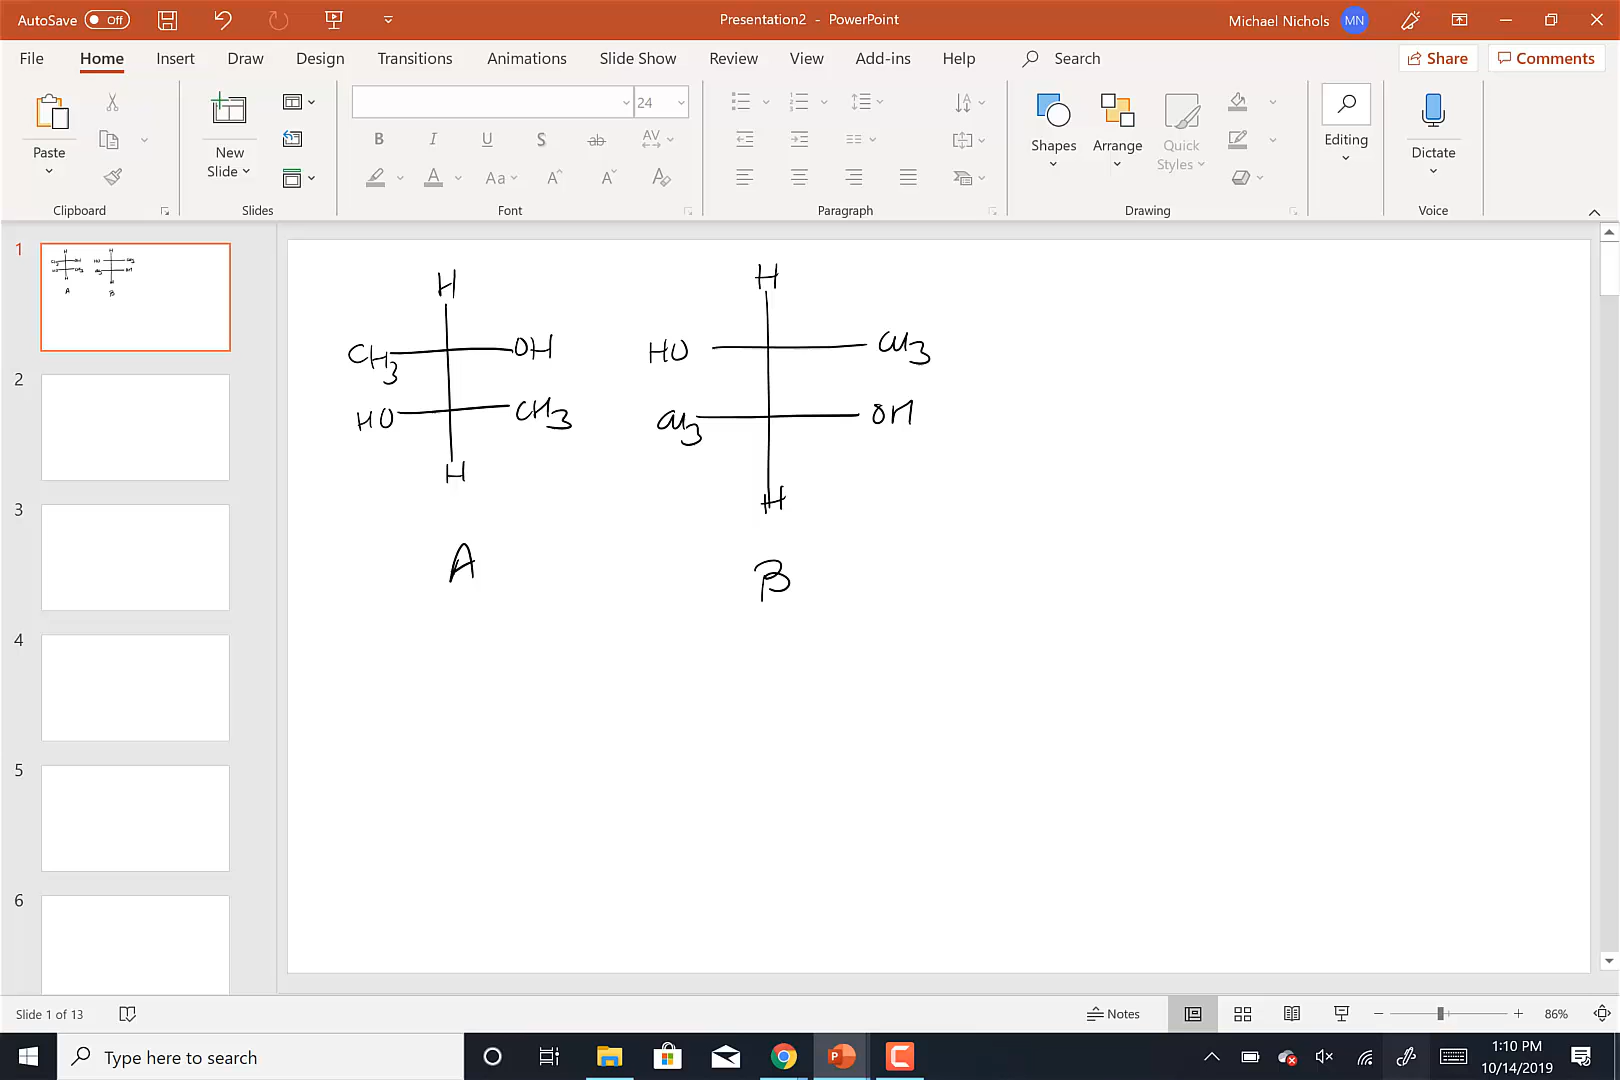 AutoSave Off
Presentation2 - PowerPoint
Michael Nichols MN
File Home Insert Draw Design Transitions Animations Slide Show Review View Add-ins Help Search
Share Comments
Paste
New Slide
24
B I U S ab AV
A Aa A A A
Shapes Arrange Quick Styles
Editing
Dictate
Clipboard Slides Font Paragraph Drawing Voice
1
2
3
4
5
6
H
CH3 OH
HO CH3
H
A
H
HO CH3
CH3 OH
H
B
Slide 1 of 13
Notes
86%
Type here to search
1:10 PM
10/14/2019